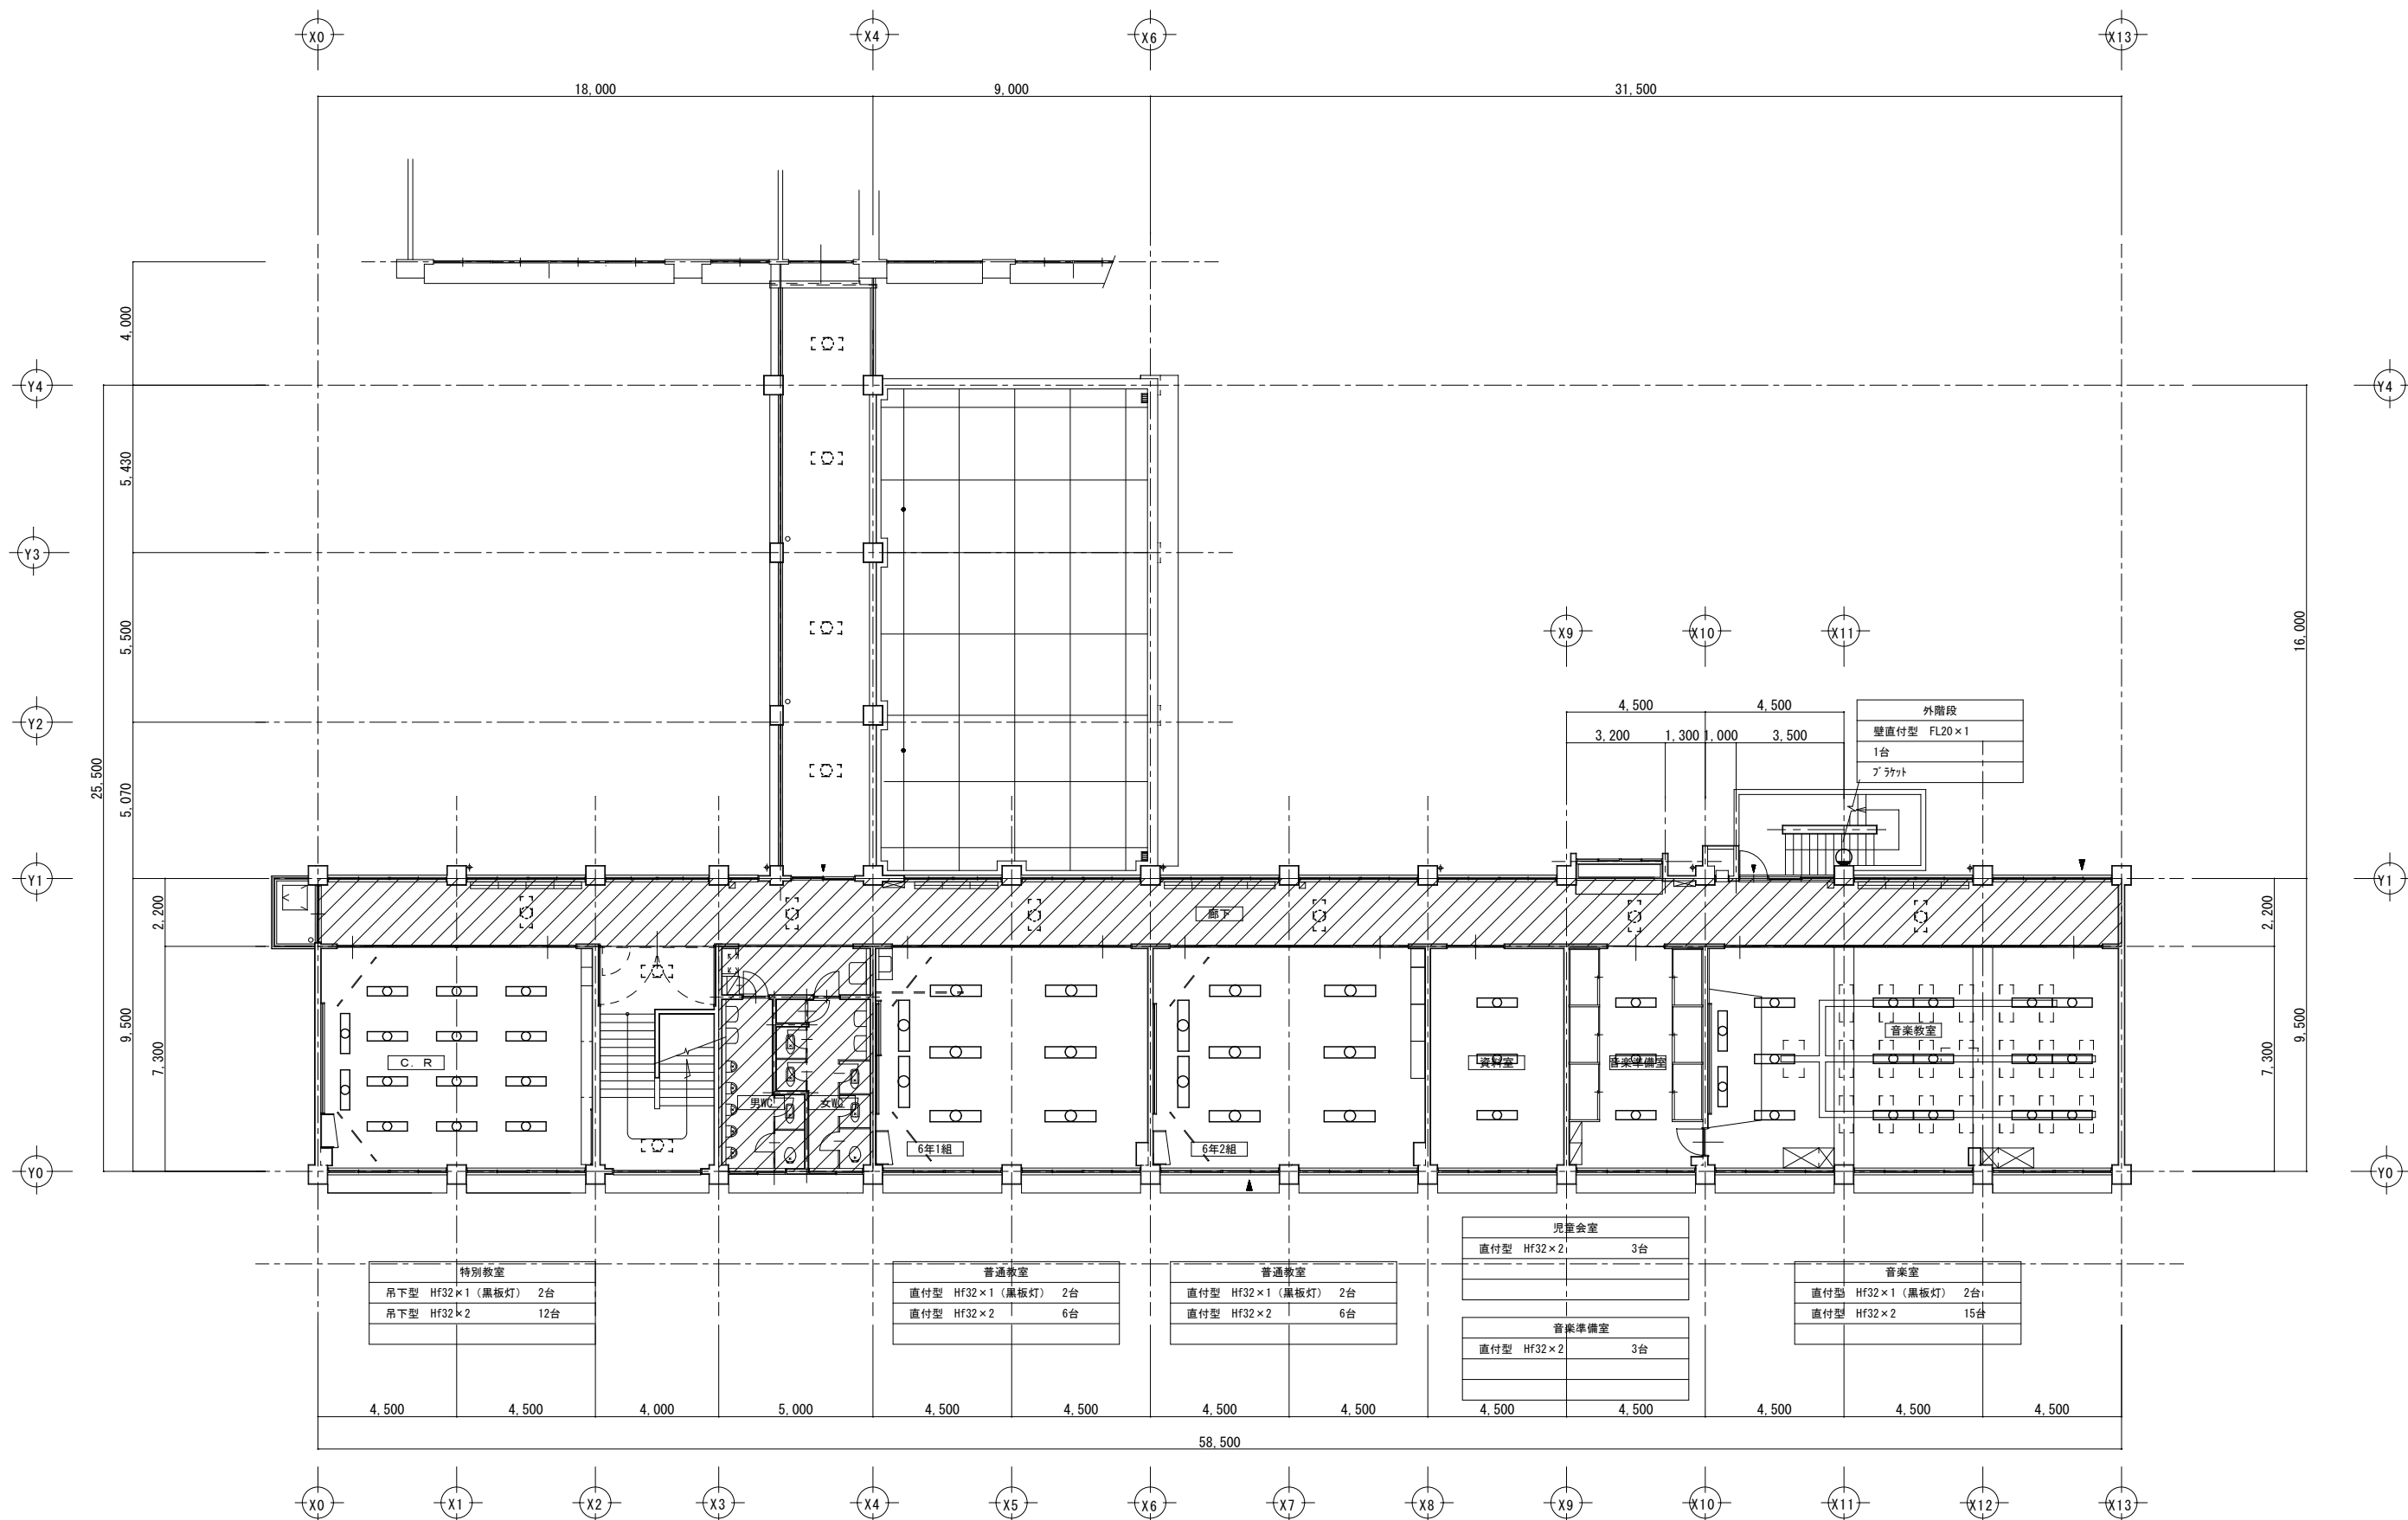 X0
X4
X6
X13
18,000
9,000
31,500
4,000
Y4
Y4
5,430
Y3
5,500
16,000
X9
X10
X11
Y2
4,500
4,500
外階段
壁直付型 FL20×1
1台
ブラケット
3,200
1,300
1,000
3,500
25,500
5,070
Y1
Y1
2,200
廊下
2,200
9,500
7,300
C.R
男WC
女WC
6年1組
6年2組
資料室
音楽準備室
音楽教室
7,300
9,500
Y0
Y0
児童会室
直付型 Hf32×2 3台
特別教室
吊下型 Hf32×1（黒板灯） 2台
吊下型 Hf32×2 12台
普通教室
直付型 Hf32×1（黒板灯） 2台
直付型 Hf32×2 6台
普通教室
直付型 Hf32×1（黒板灯） 2台
直付型 Hf32×2 6台
音楽準備室
直付型 Hf32×2 3台
音楽室
直付型 Hf32×1（黒板灯） 2台
直付型 Hf32×2 15台
4,500
4,500
4,000
5,000
4,500
4,500
4,500
4,500
4,500
4,500
4,500
4,500
4,500
58,500
X0
X1
X2
X3
X4
X5
X6
X7
X8
X9
X10
X11
X12
X13